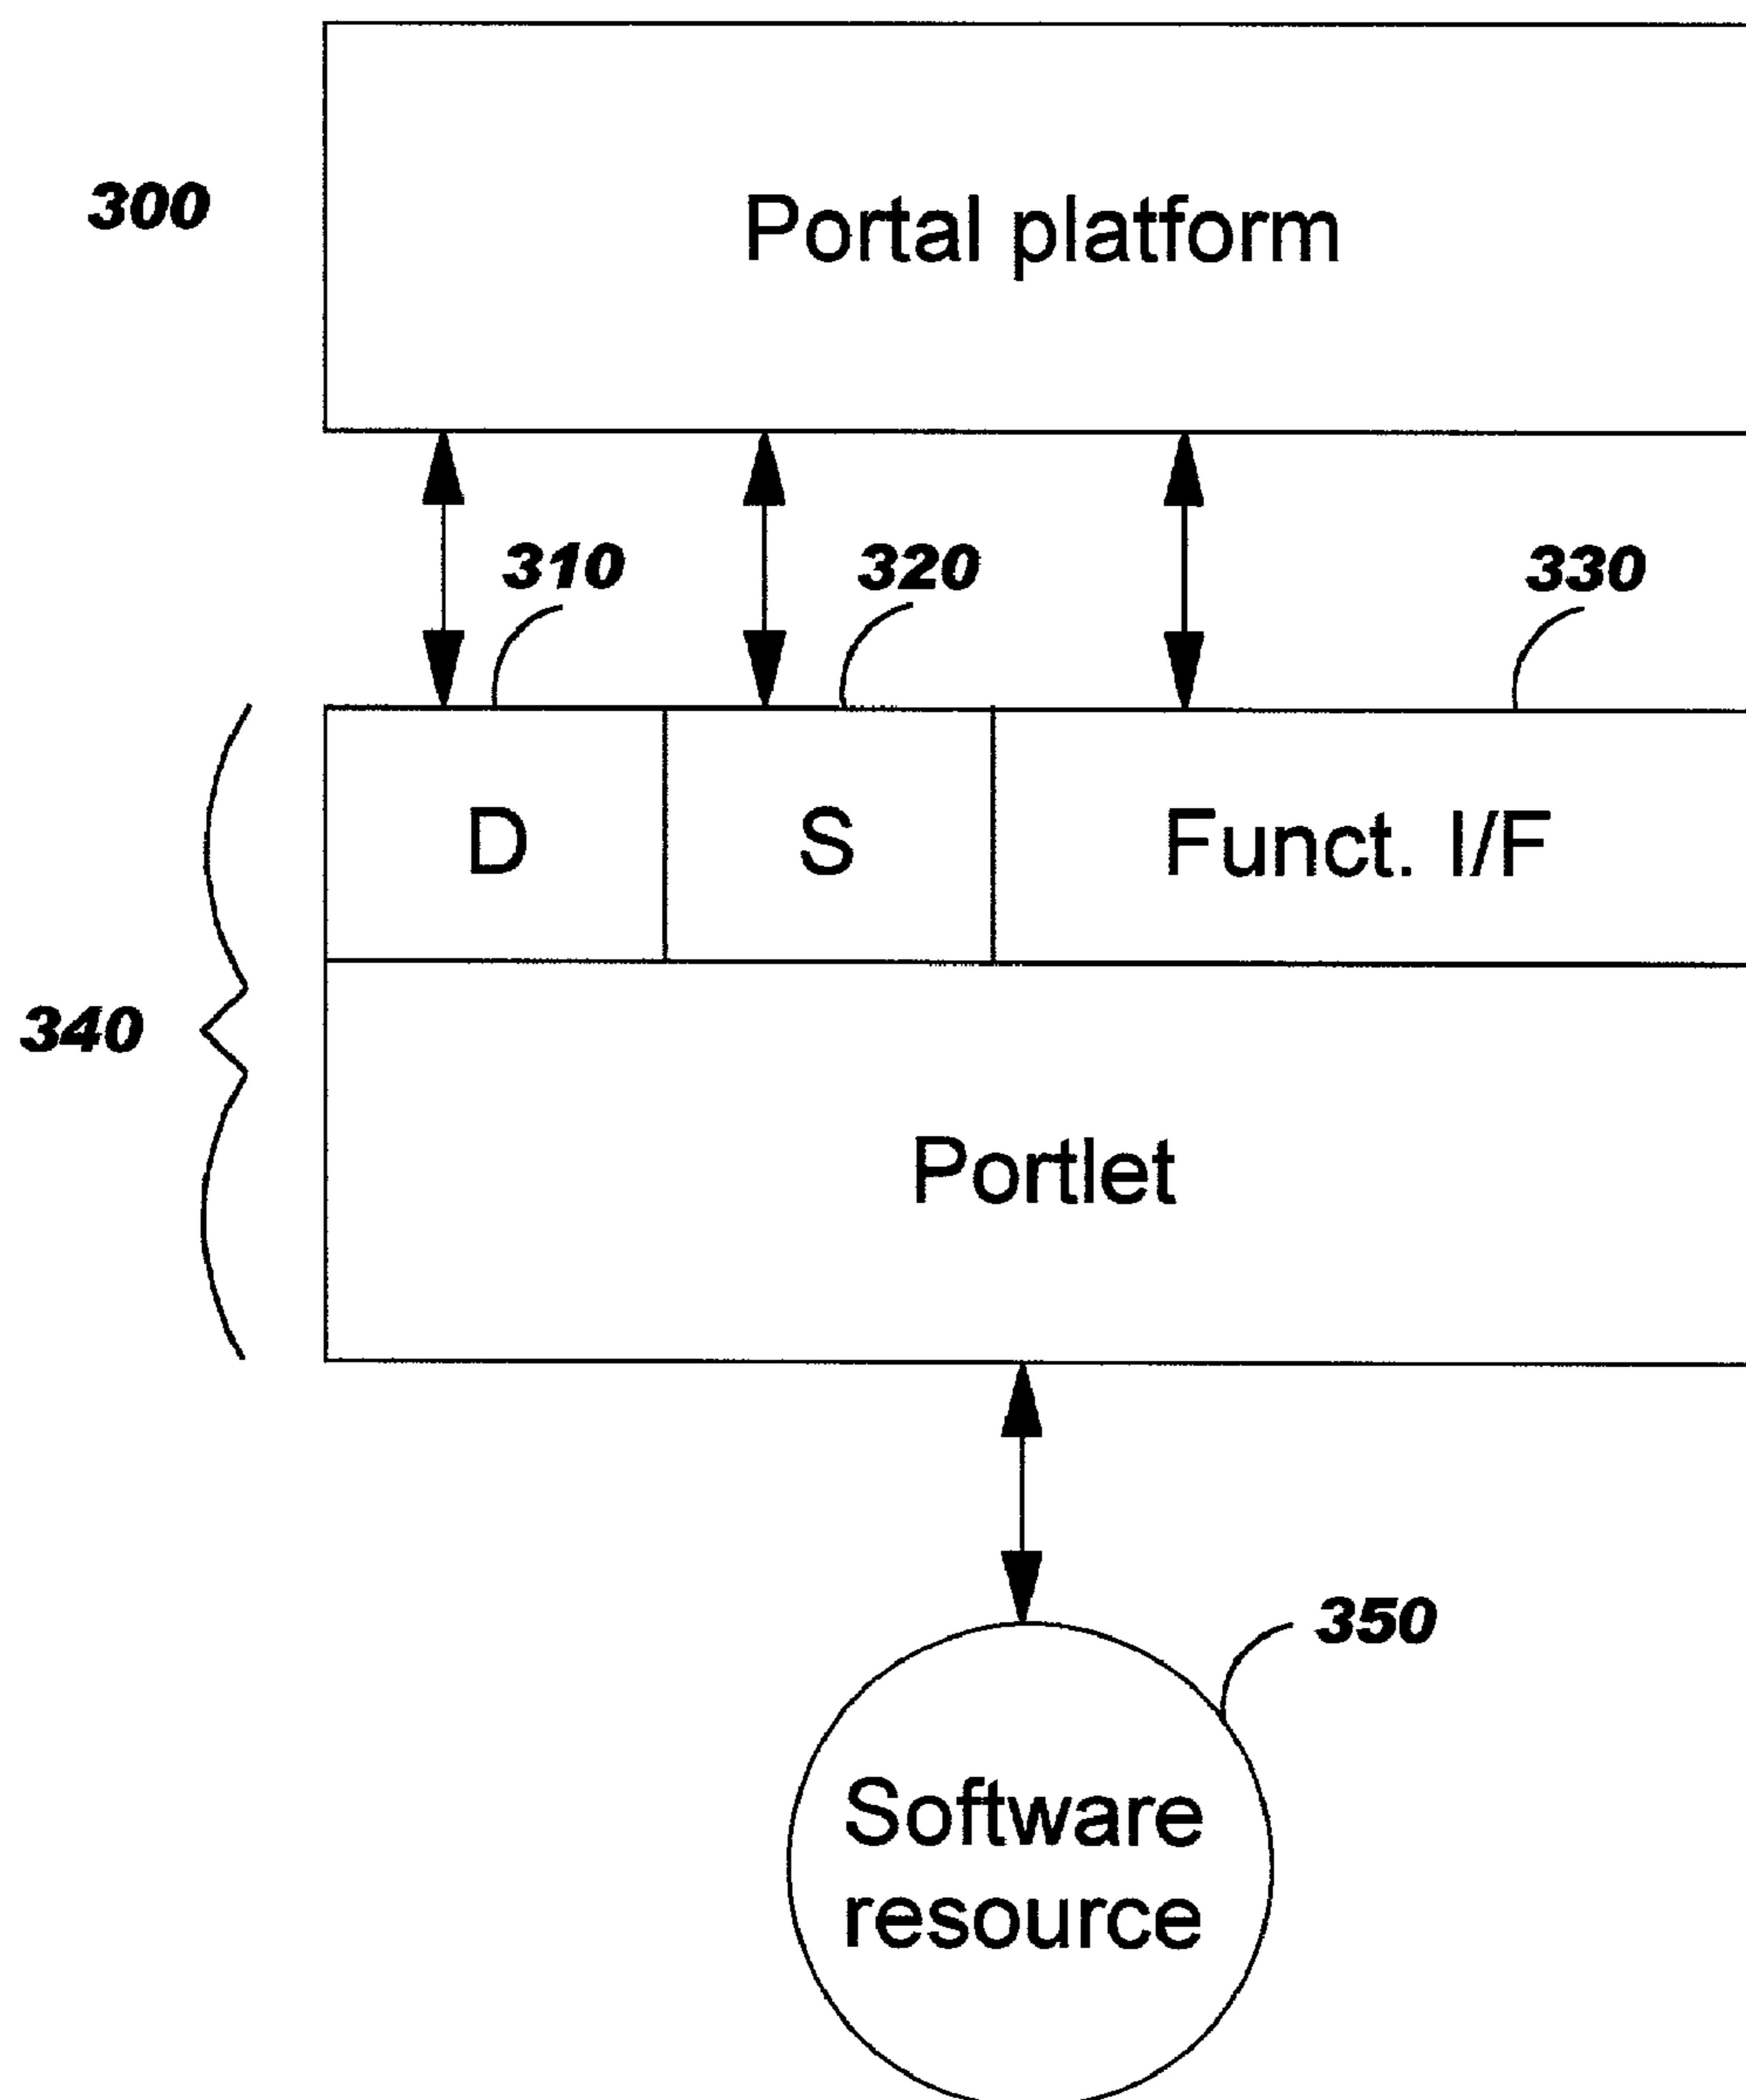 300
Portal platform
310
320
330
D
S
Funct. I/F
340
Portlet
350
Software
resource